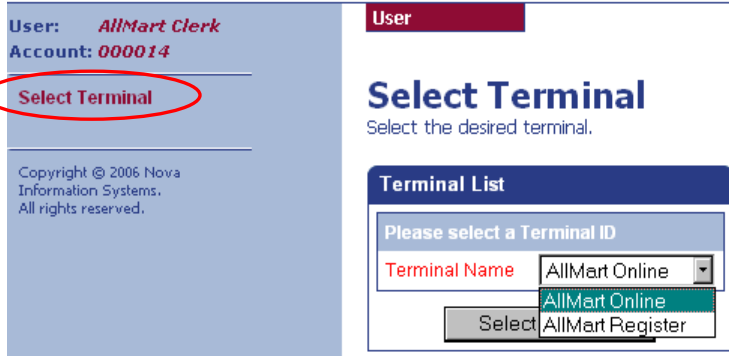 User: AllMart Clerk
Account: 000014
Select Terminal
Copyright © 2006 Nova
Information Systems.
All rights reserved.
User
Select Terminal
Select the desired terminal.
Terminal List
Please select a Terminal ID
Terminal Name AllMart Online
AllMart Online
Select AllMart Register